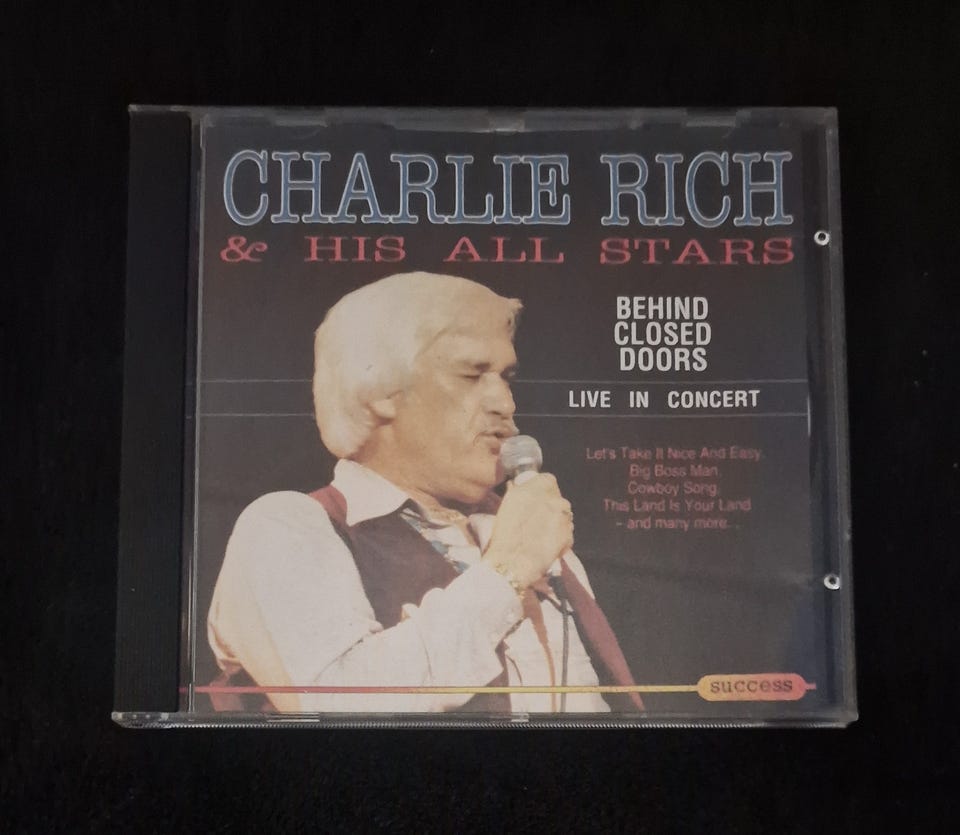 CHARLIE RICH
& HIS ALL STARS
BEHIND
CLOSED
DOORS
LIVE IN CONCERT
Let's Take It Nice And Easy.
Big Boss Man.
Cowboy Song.
This Land Is Your Land
- and many more. .
success